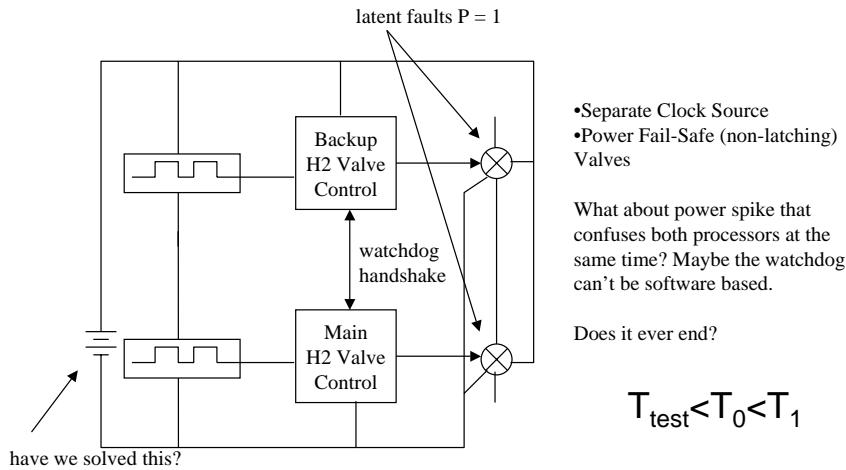 latent faults P = 1
Backup
H2 Valve
Control
watchdog
handshake
Main
H2 Valve
Control
have we solved this?
•Separate Clock Source
•Power Fail-Safe (non-latching)
Valves
What about power spike that
confuses both processors at the
same time? Maybe the watchdog
can’t be software based.
Does it ever end?
Ttest<T0<T1